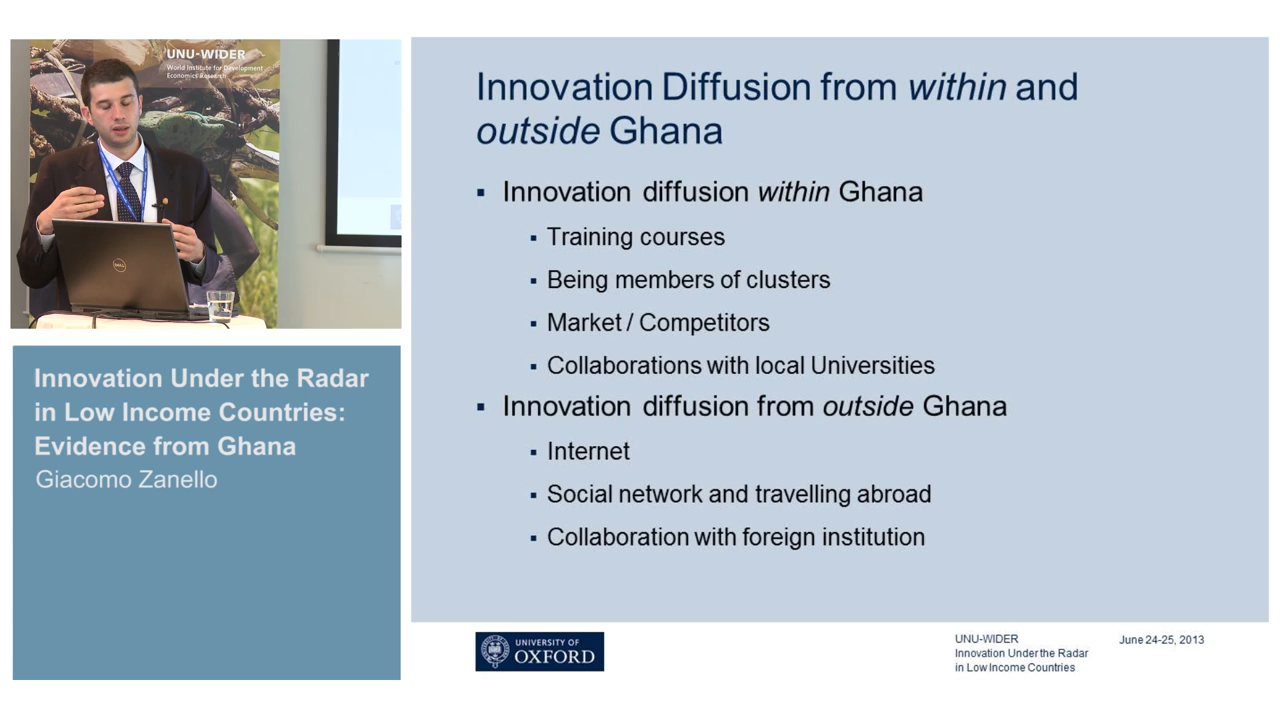 UNU-WIDER
World Institute for Development
Economics Research
DELL
Innovation Under the Radar
in Low Income Countries:
Evidence from Ghana
Giacomo Zanello
Innovation Diffusion from within and
outside Ghana
▪ Innovation diffusion within Ghana
▪ Training courses
▪ Being members of clusters
▪ Market / Competitors
▪ Collaborations with local Universities
▪ Innovation diffusion from outside Ghana
▪ Internet
▪ Social network and travelling abroad
▪ Collaboration with foreign institution
UNIVERSITY OF
OXFORD
UNU-WIDER
Innovation Under the Radar
in Low Income Countries
June 24-25, 2013